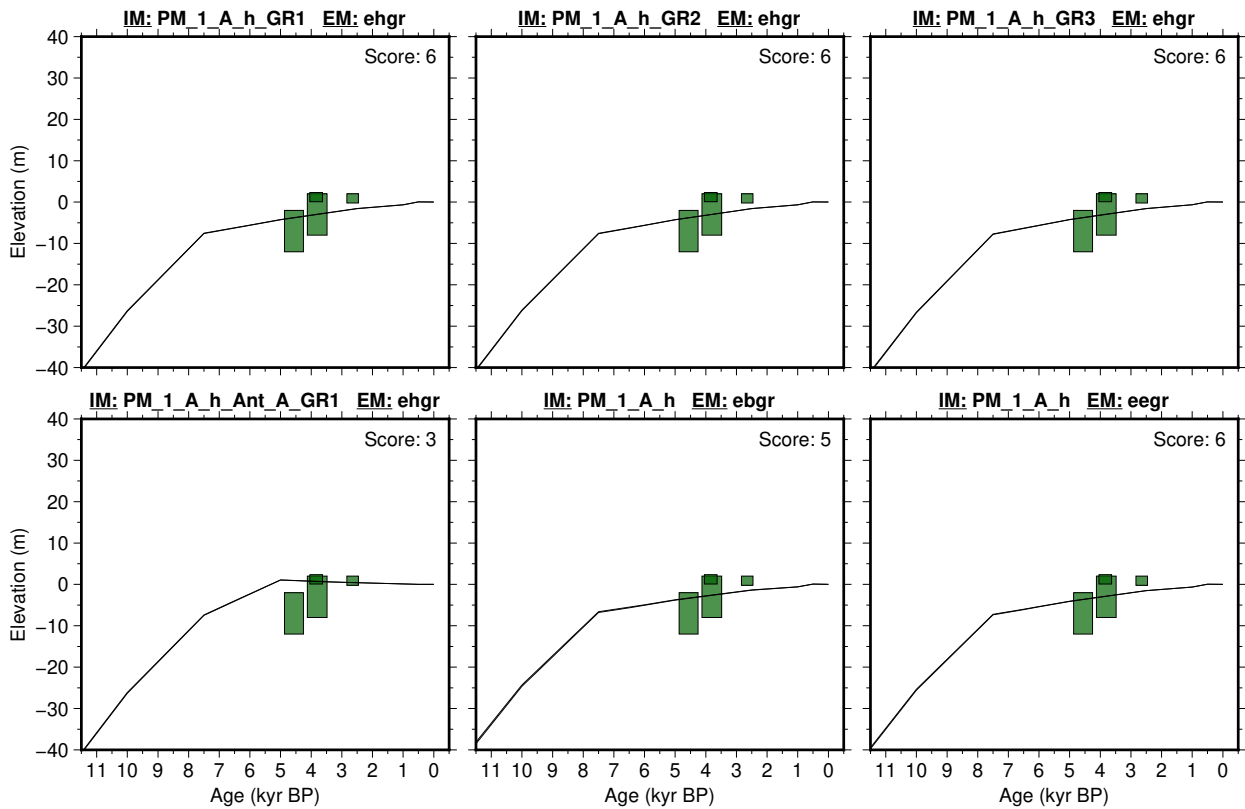 IM: PM_1_A_h_GR1 EM: ehgr
IM: PM_1_A_h_GR2 EM: ehgr
IM: PM_1_A_h_GR3 EM: ehgr
Score: 6
Score: 6
Score: 6
40
30
20
10
0
−10
−20
−30
−40
Elevation (m)
IM: PM_1_A_h_Ant_A_GR1 EM: ehgr
IM: PM_1_A_h EM: ebgr
IM: PM_1_A_h EM: eegr
Score: 3
Score: 5
Score: 6
40
30
20
10
0
−10
−20
−30
−40
Elevation (m)
11 10 9 8 7 6 5 4 3 2 1 0
11 10 9 8 7 6 5 4 3 2 1 0
11 10 9 8 7 6 5 4 3 2 1 0
Age (kyr BP)
Age (kyr BP)
Age (kyr BP)